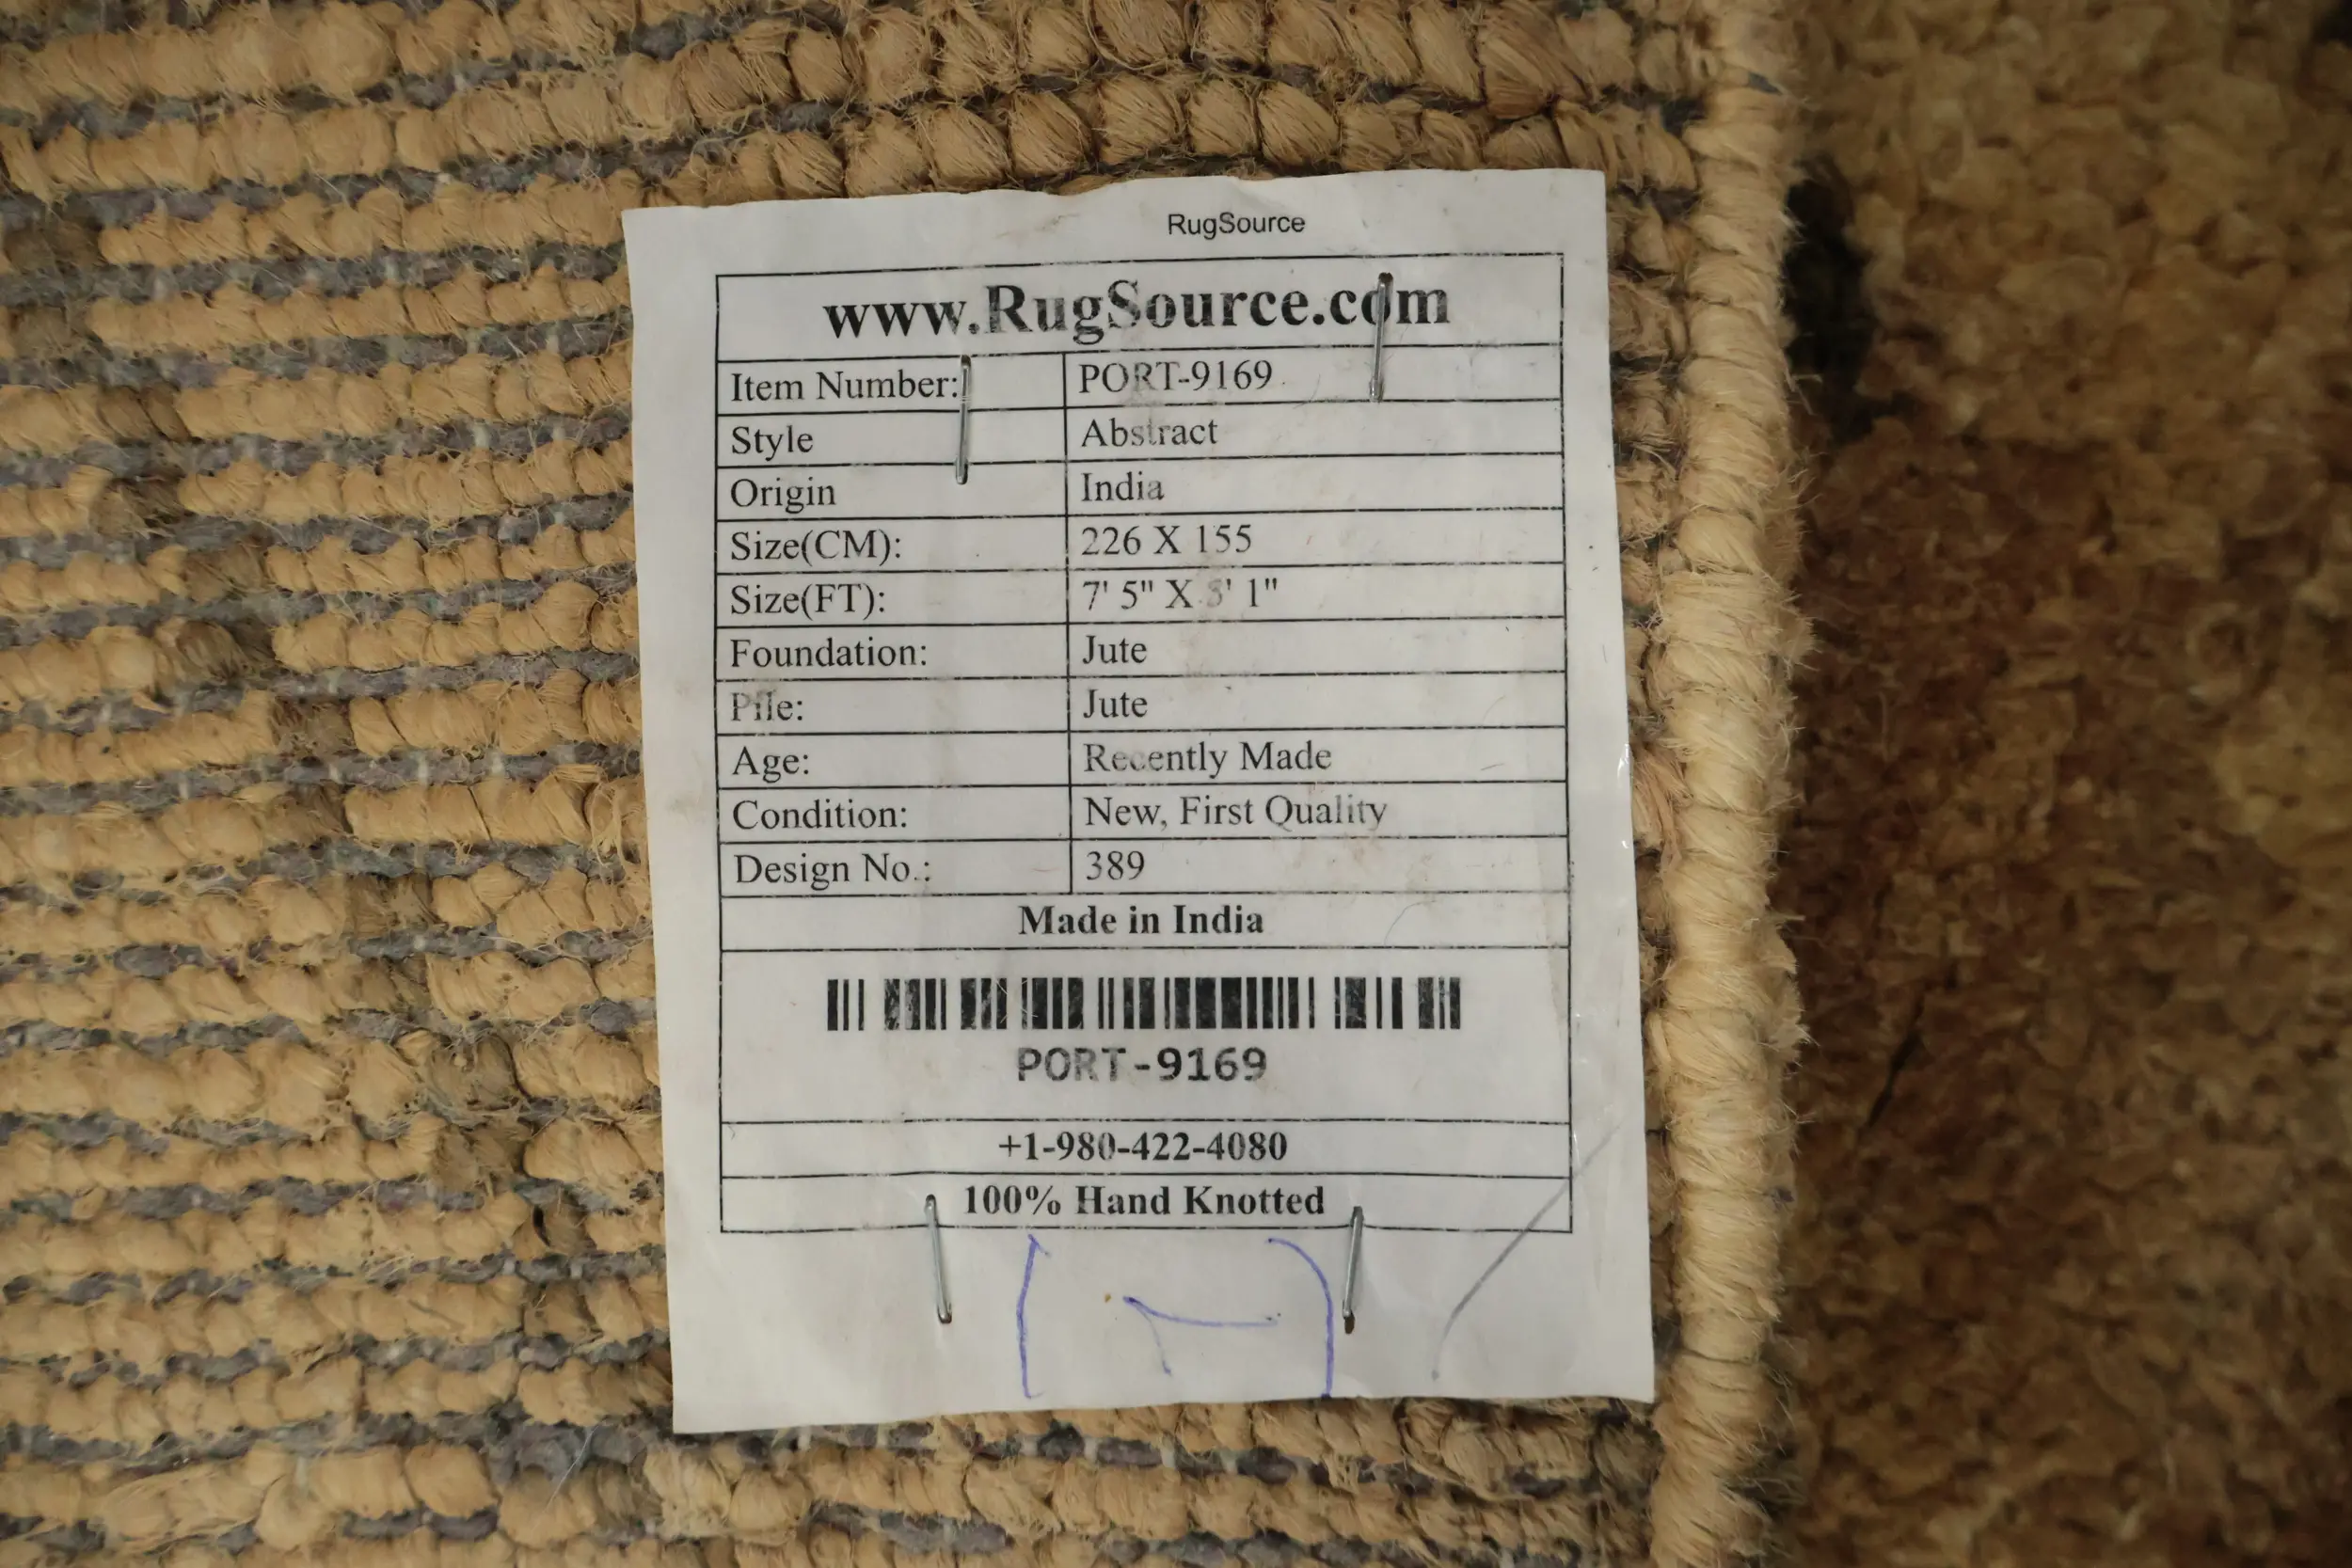 RugSource
www.RugSource.com
Item Number: PORT-9169
Style Abstract
Origin India
Size(CM): 226 X 155
Size(FT): 7' 5" X 5' 1"
Foundation: Jute
Pile: Jute
Age: Recently Made
Condition: New, First Quality
Design No.: 389
Made in India
PORT-9169
+1-980-422-4080
100% Hand Knotted